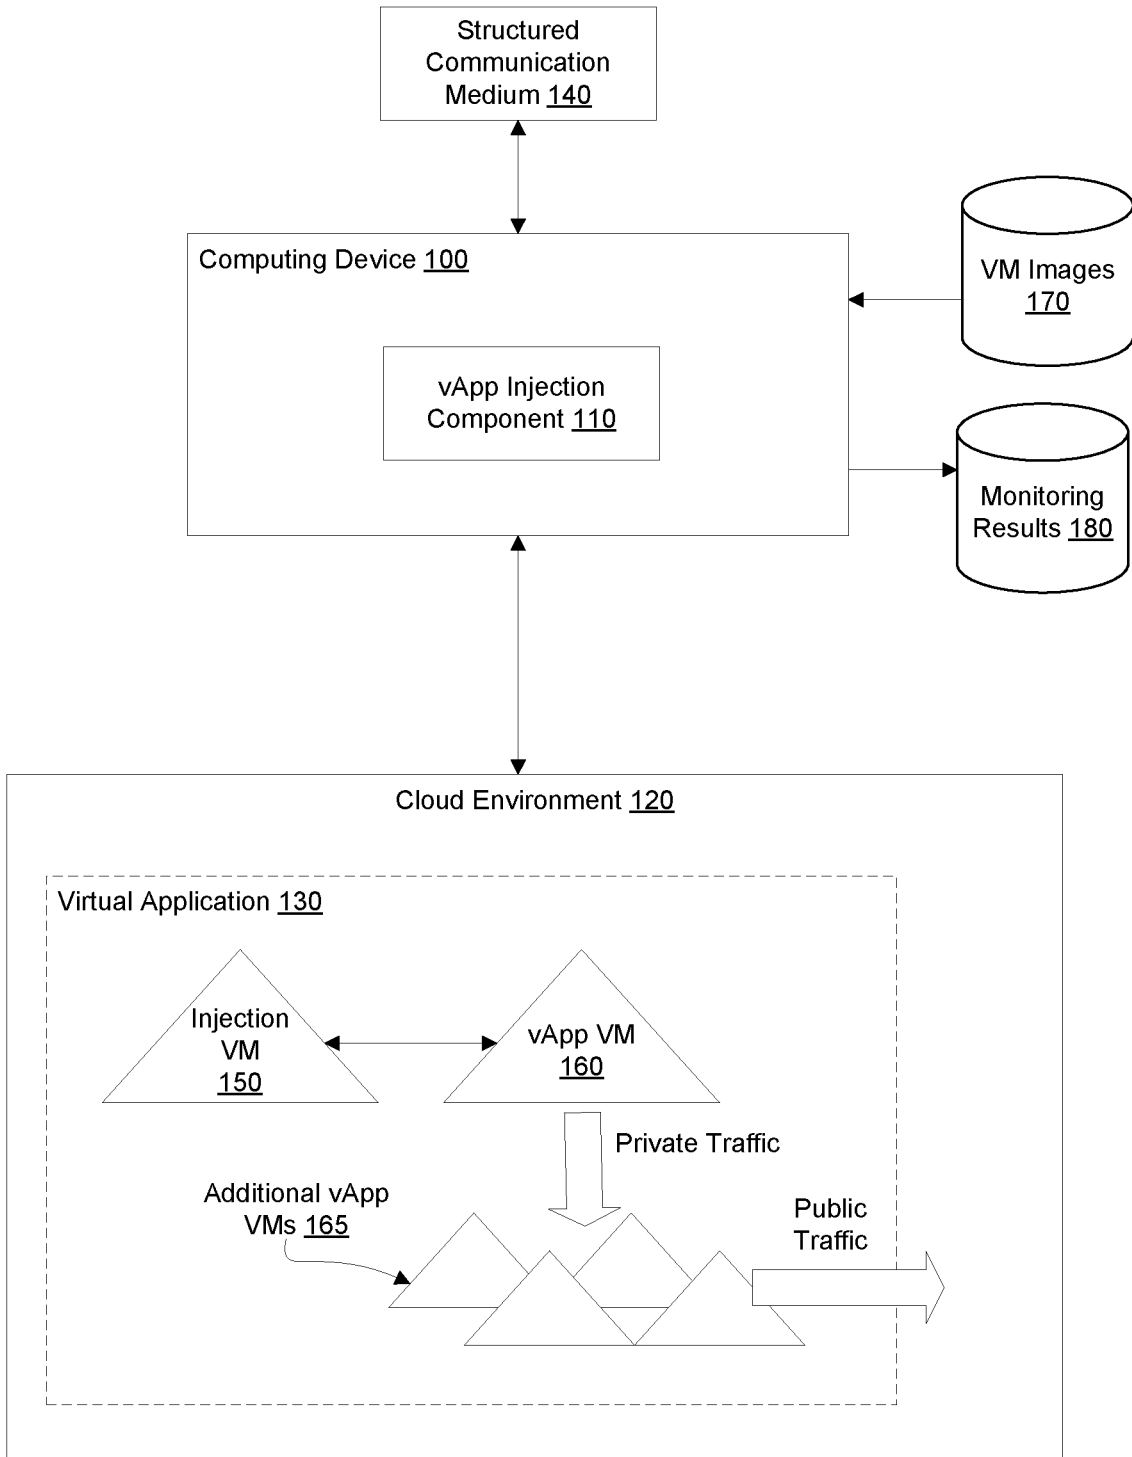 Structured
Communication
Medium 140
Computing Device 100
VM Images
170
vApp Injection
Component 110
Monitoring
Results 180
Cloud Environment 120
Virtual Application 130
Injection
VM
150
vApp VM
160
Private Traffic
Additional vApp
VMs 165
Public
Traffic